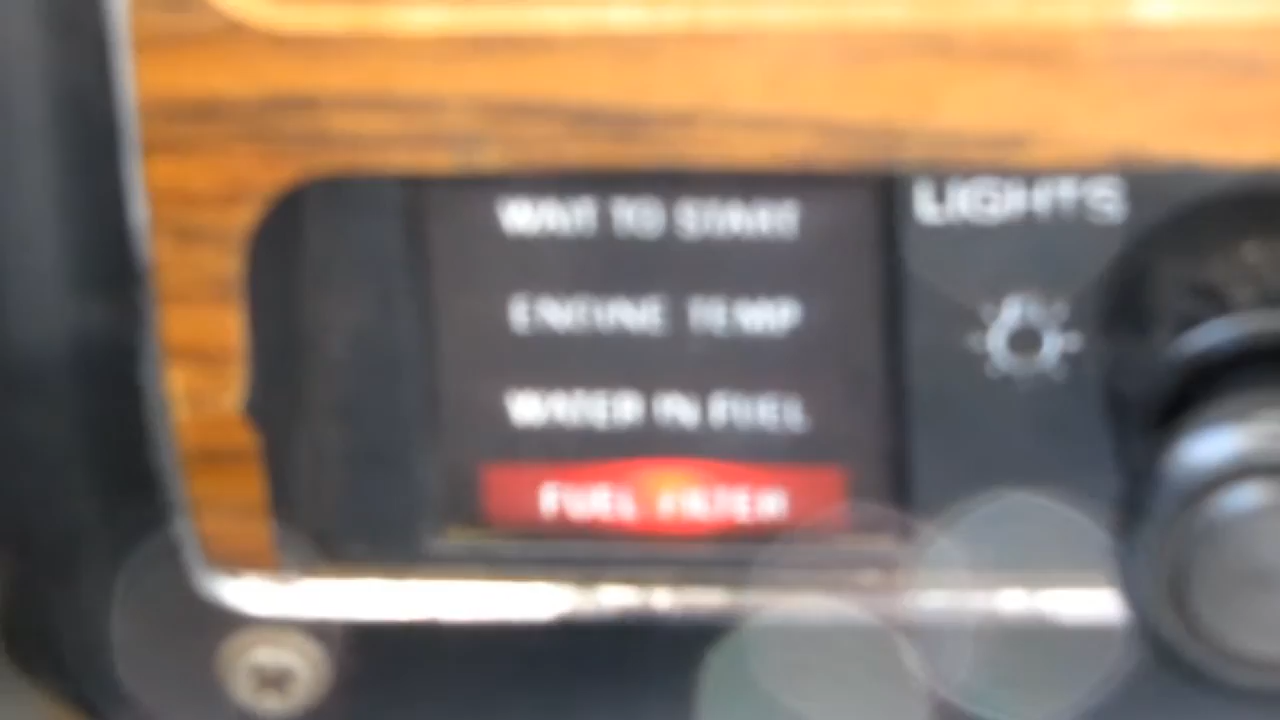 WAIT TO START
LIGHTS
ENGINE TEMP
WATER IN FUEL
FUEL FILTER